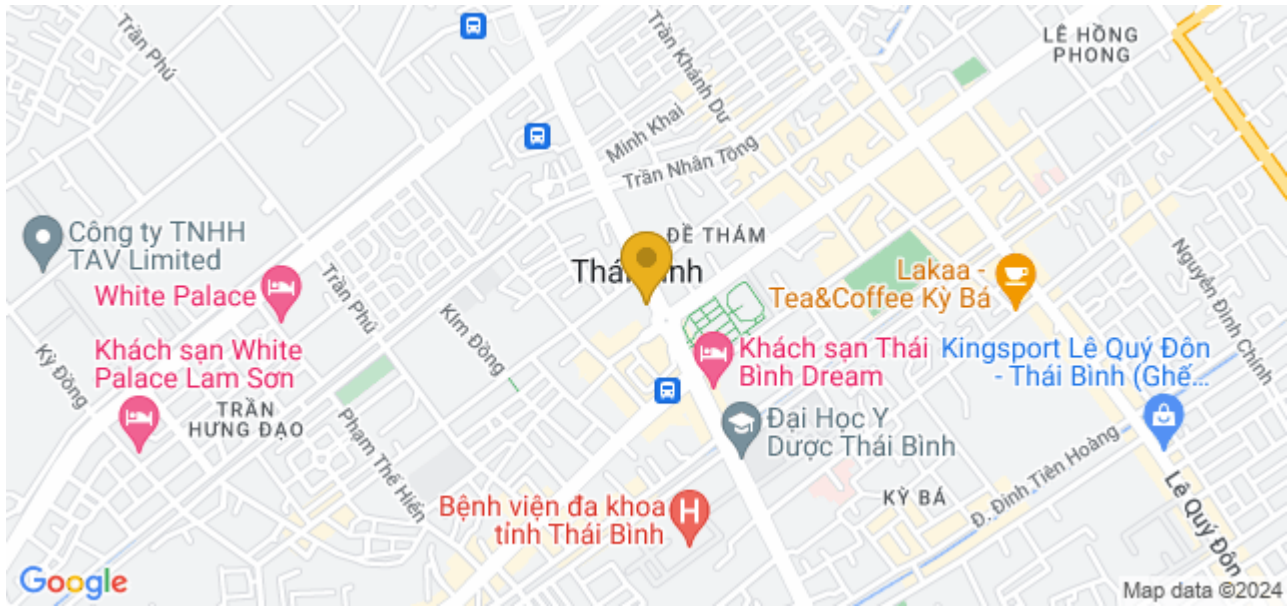 Trần Phú
Trần Khánh Dư
LÊ HỒNG
PHONG
Minh Khai
Trần Nhân Tông
Công ty TNHH
TAV Limited
ĐỀ THÁM
Lakaa -
Tea&Coffee Kỳ Bá
Nguyễn Đình Chính
White Palace
Trần Phú
Kim Đồng
Kỳ Đồng
Khách sạn White
Palace Lam Sơn
Khách sạn Thái
Bình Dream
Kingsport Lê Quý Đôn
- Thái Bình (Ghế...
TRẦN
HƯNG ĐẠO
Phạm Thế Hiển
Đại Học Y
Dược Thái Bình
Bệnh viện đa khoa
tỉnh Thái Bình
KỲ BÁ
Đ. Đinh Tiên Hoàng
Lê Quý Đôn
Google
Map data ©2024